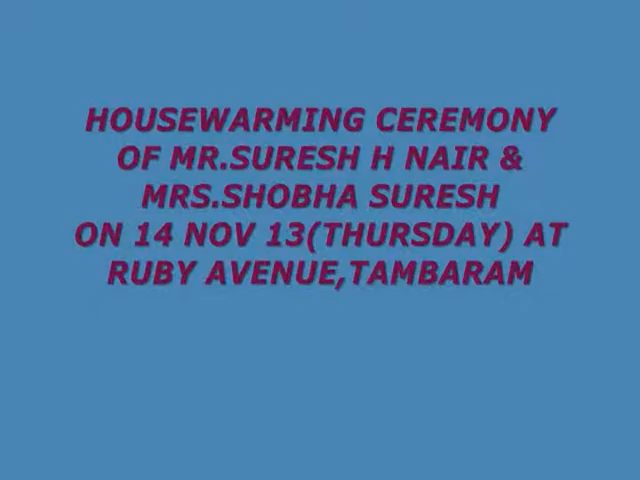 HOUSEWARMING CEREMONY
OF MR.SURESH H NAIR &
MRS.SHOBHA SURESH
ON 14 NOV 13(THURSDAY) AT
RUBY AVENUE,TAMBARAM